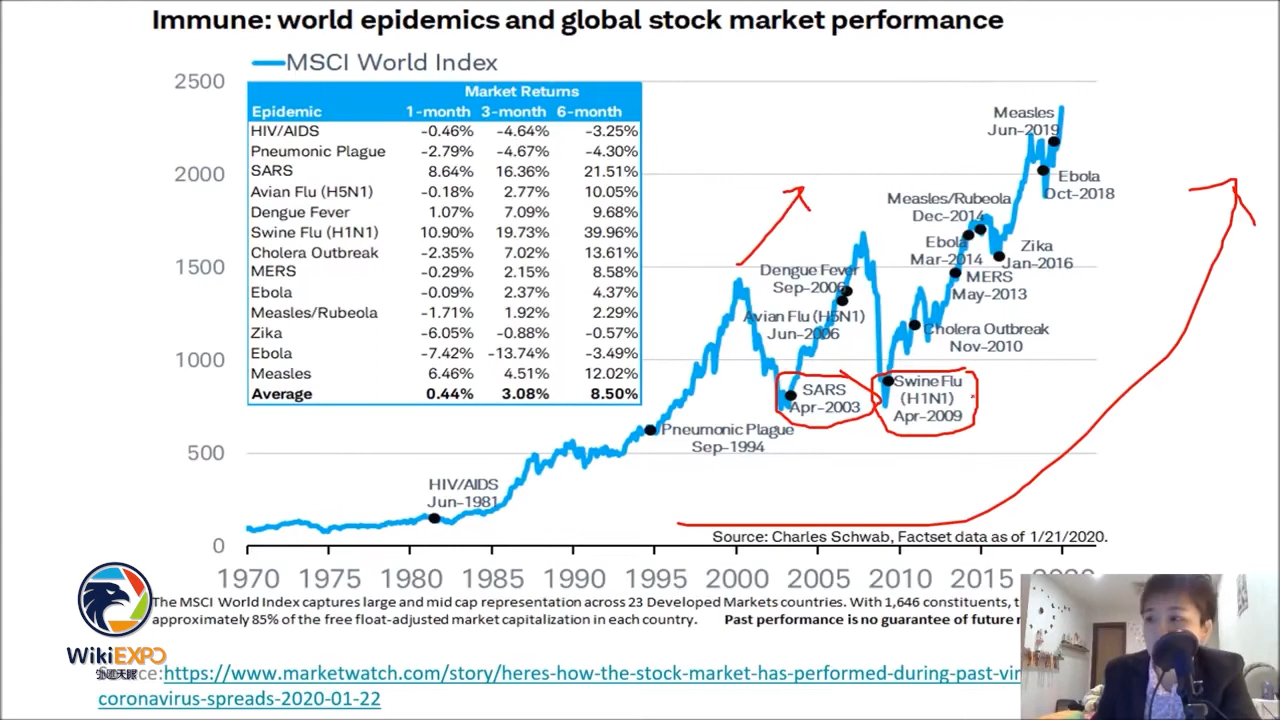 Immune: world epidemics and global stock market performance
MSCI World Index
2500
2000
1500
1000
500
0
Market Returns
Epidemic 1-month 3-month 6-month
HIV/AIDS -0.46% -4.64% -3.25%
Pneumonic Plague -2.79% -4.67% -4.30%
SARS 8.64% 16.36% 21.51%
Avian Flu (H5N1) -0.18% 2.77% 10.05%
Dengue Fever 1.07% 7.09% 9.68%
Swine Flu (H1N1) 10.90% 19.73% 39.96%
Cholera Outbreak -2.35% 7.02% 13.61%
MERS -0.29% 2.15% 8.58%
Ebola -0.09% 2.37% 4.37%
Measles/Rubeola -1.71% 1.92% 2.29%
Zika -6.05% -0.88% -0.57%
Ebola -7.42% -13.74% -3.49%
Measles 6.46% 4.51% 12.02%
Average 0.44% 3.08% 8.50%
HIV/AIDS
Jun-1981
Pneumonic Plague
Sep-1994
SARS
Apr-2003
Dengue Fever
Sep-2006
Avian Flu (H5N1)
Jun-2006
Swine Flu
(H1N1)
Apr-2009
Cholera Outbreak
Nov-2010
MERS
May-2013
Ebola
Mar-2014
Measles/Rubeola
Dec-2014
Zika
Jan-2016
Ebola
Oct-2018
Measles
Jun-2019
Source: Charles Schwab, Factset data as of 1/21/2020.
1970 1975 1980 1985 1990 1995 2000 2005 2010 2015 2020
The MSCI World Index captures large and mid cap representation across 23 Developed Markets countries. With 1,646 constituents,
approximately 85% of the free float-adjusted market capitalization in each country. Past performance is no guarantee of future
WikiEXPO
Source:https://www.marketwatch.com/story/heres-how-the-stock-market-has-performed-during-past-vir
coronavirus-spreads-2020-01-22